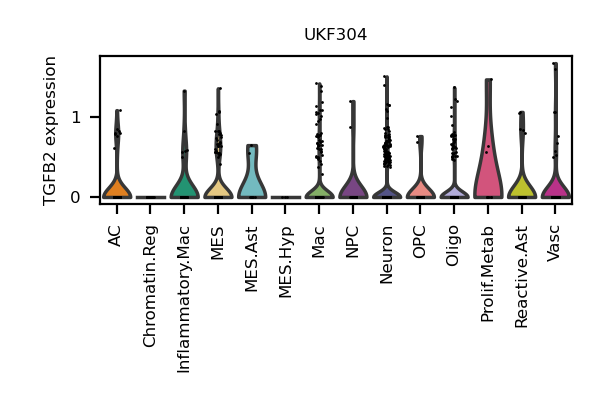 UKF304
TGFB2 expression
1
0
AC
Chromatin.Reg
Inflammatory.Mac
MES
MES.Ast
MES.Hyp
Mac
NPC
Neuron
OPC
Oligo
Prolif.Metab
Reactive.Ast
Vasc